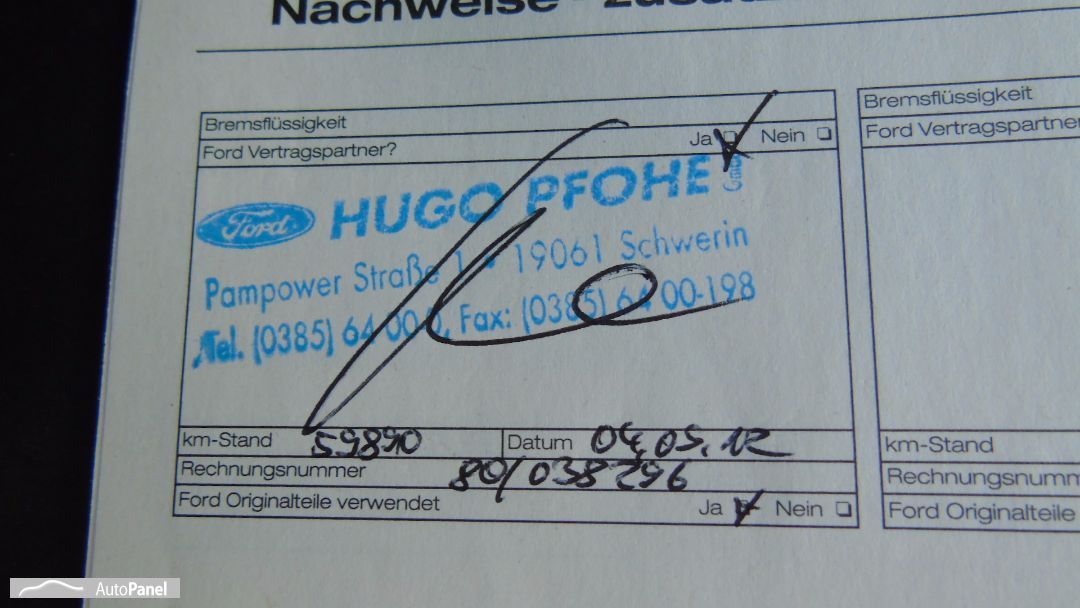 Nachweise - Zusatz
Bremsflüssigkeit
Ford Vertragspartner? Ja Nein
Ford HUGO PFOHE GmbH
Pampower Straße 1 • 19061 Schwerin
Tel. (0385) 64 00-0, Fax: (0385) 64 00-198
km-Stand 59890 Datum 04.05.12
Rechnungsnummer 80/038296
Ford Originalteile verwendet Ja Nein
Bremsflüssigkeit
Ford Vertragspartner
km-Stand
Rechnungsnumm
Ford Originalteile
AutoPanel